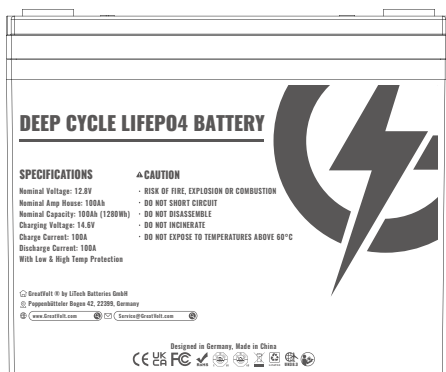 DEEP CYCLE LIFEPO4 BATTERY
SPECIFICATIONS
Nominal Voltage: 12.8V
Nominal Amp House: 100Ah
Nominal Capacity: 100Ah (1280Wh)
Charging Voltage: 14.6V
Charge Current: 100A
Discharge Current: 100A
With Low & High Temp Protection
CAUTION
· RISK OF FIRE, EXPLOSION OR COMBUSTION
· DO NOT SHORT CIRCUIT
· DO NOT DISASSEMBLE
· DO NOT INCINERATE
· DO NOT EXPOSE TO TEMPERATURES ABOVE 60°C
GreatVolt ® by LiTech Batteries GmbH
Poppenbütteler Bogen 42, 22399, Germany
www.GreatVolt.com
Service@GreatVolt.com
Designed in Germany, Made in China
CE UK CA FC RoHS